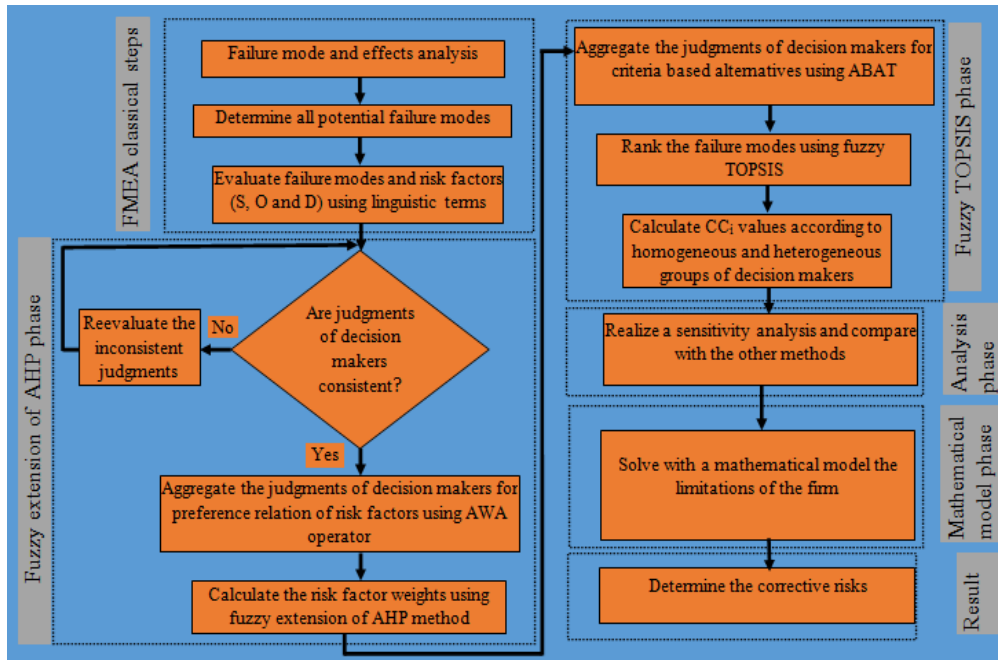 FMEA classical steps
Failure mode and effects analysis
Determine all potential failure modes
Evaluate failure modes and risk factors
(S, O and D) using linguistic terms
Fuzzy extension of AHP phase
Are judgments
of decision
makers
consistent?
No
Reevaluate the
inconsistent
judgments
Yes
Aggregate the judgments of decision makers for
preference relation of risk factors using AWA
operator
Calculate the risk factor weights using
fuzzy extension of AHP method
Fuzzy TOPSIS phase
Aggregate the judgments of decision makers for
criteria based alternatives using ABAT
Rank the failure modes using fuzzy
TOPSIS
Calculate CCi values according to
homogeneous and heterogeneous
groups of decision makers
Analysis
phase
Realize a sensitivity analysis and compare
with the other methods
Mathematical
model phase
Solve with a mathematical model the
limitations of the firm
Result
Determine the corrective risks